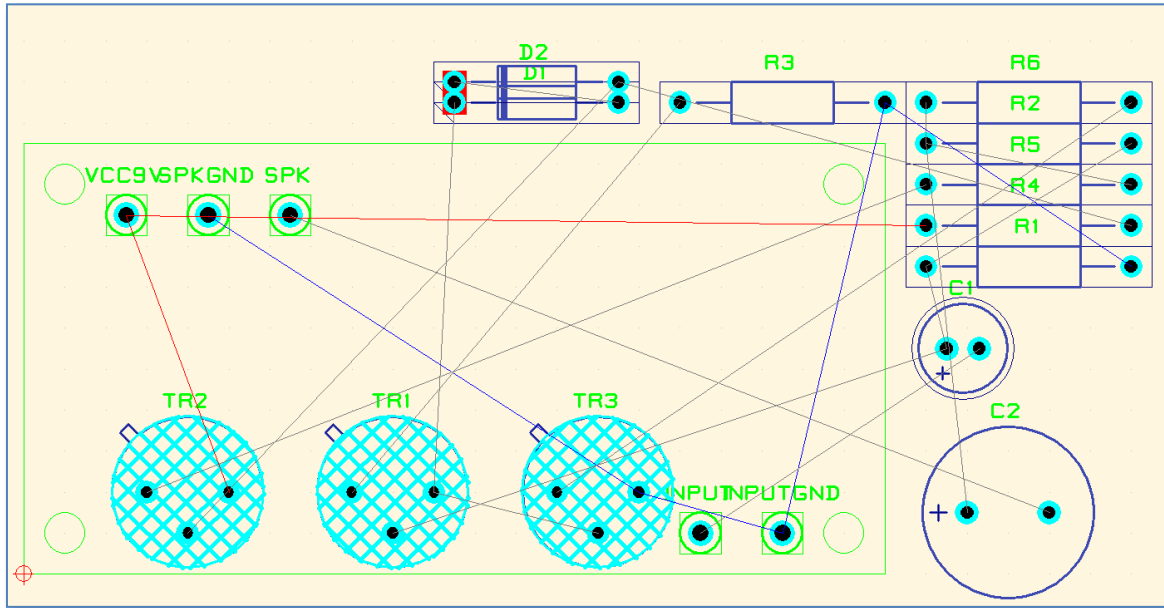 D2
D1
R3
R6
R2
R5
R4
R1
VCC9V
SPKGND
SPK
C1
TR2
TR1
TR3
C2
INPUT
INPUTGND